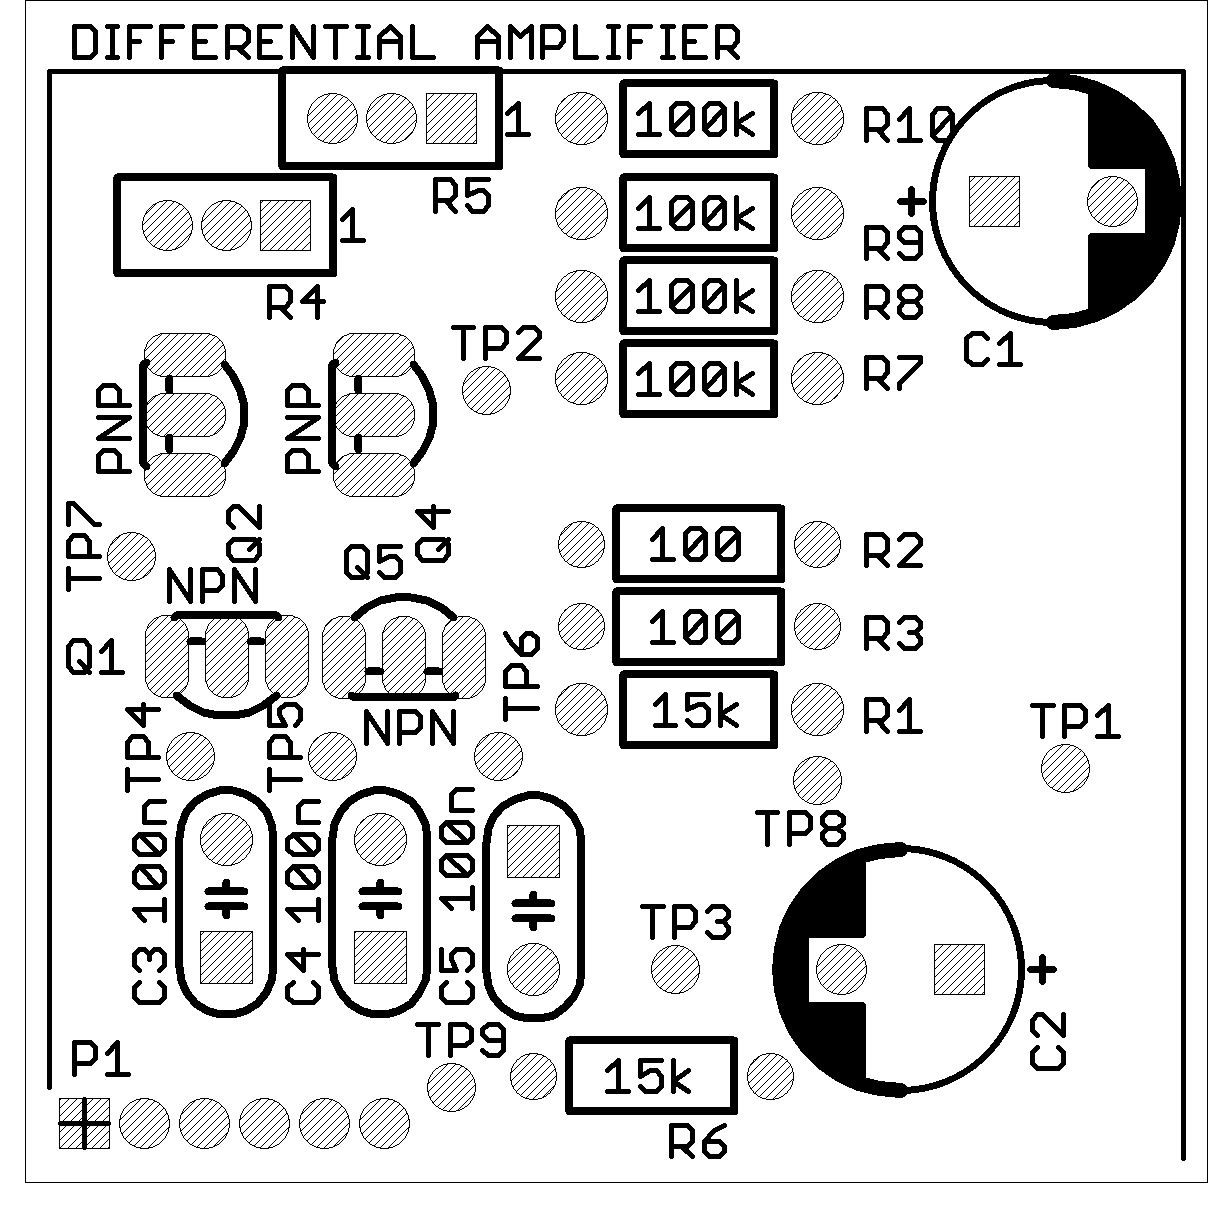 DIFFERENTIAL AMPLIFIER
1
100k
R10
R5
1
100k
+
R9
R4
100k
R8
TP2
100k
R7
C1
PNP
PNP
TP7
Q2
Q4
Q5
100
R2
NPN
Q1
100
R3
TP6
NPN
15k
R1
TP1
TP4
TP5
TP8
C3 100n
C4 100n
C5 100n
TP3
+
C2
TP9
P1
15k
R6